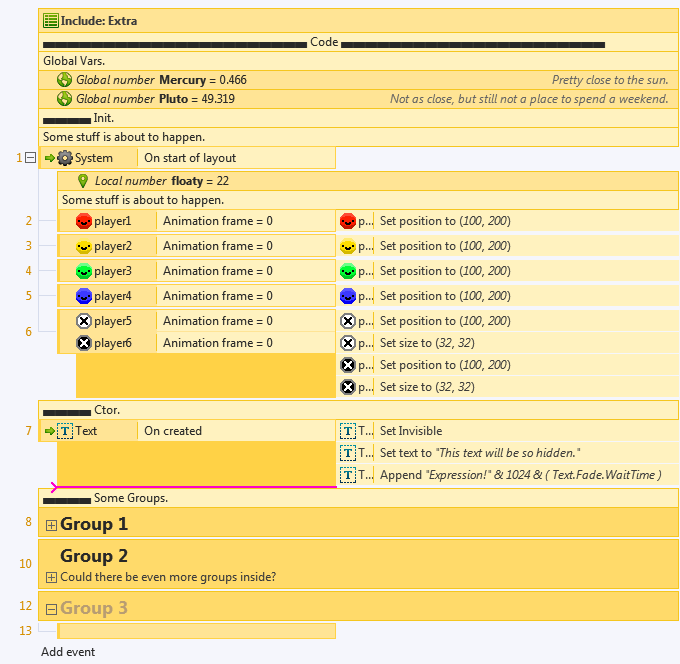 Include: Extra
Code
Global Vars.
Global number Mercury = 0.466 Pretty close to the sun.
Global number Pluto = 49.319 Not as close, but still not a place to spend a weekend.
Init.
Some stuff is about to happen.
1 System On start of layout
Local number floaty = 22
Some stuff is about to happen.
2 player1 Animation frame = 0 p... Set position to (100, 200)
3 player2 Animation frame = 0 p... Set position to (100, 200)
4 player3 Animation frame = 0 p... Set position to (100, 200)
5 player4 Animation frame = 0 p... Set position to (100, 200)
6 player5 Animation frame = 0 p... Set position to (100, 200)
player6 Animation frame = 0 p... Set size to (32, 32)
p... Set position to (100, 200)
p... Set size to (32, 32)
Ctor.
7 T Text On created T T... Set Invisible
T T... Set text to "This text will be so hidden."
T T... Append "Expression!" & 1024 & ( Text.Fade.WaitTime )
Some Groups.
8 Group 1
10 Group 2
Could there be even more groups inside?
12 Group 3
13
Add event